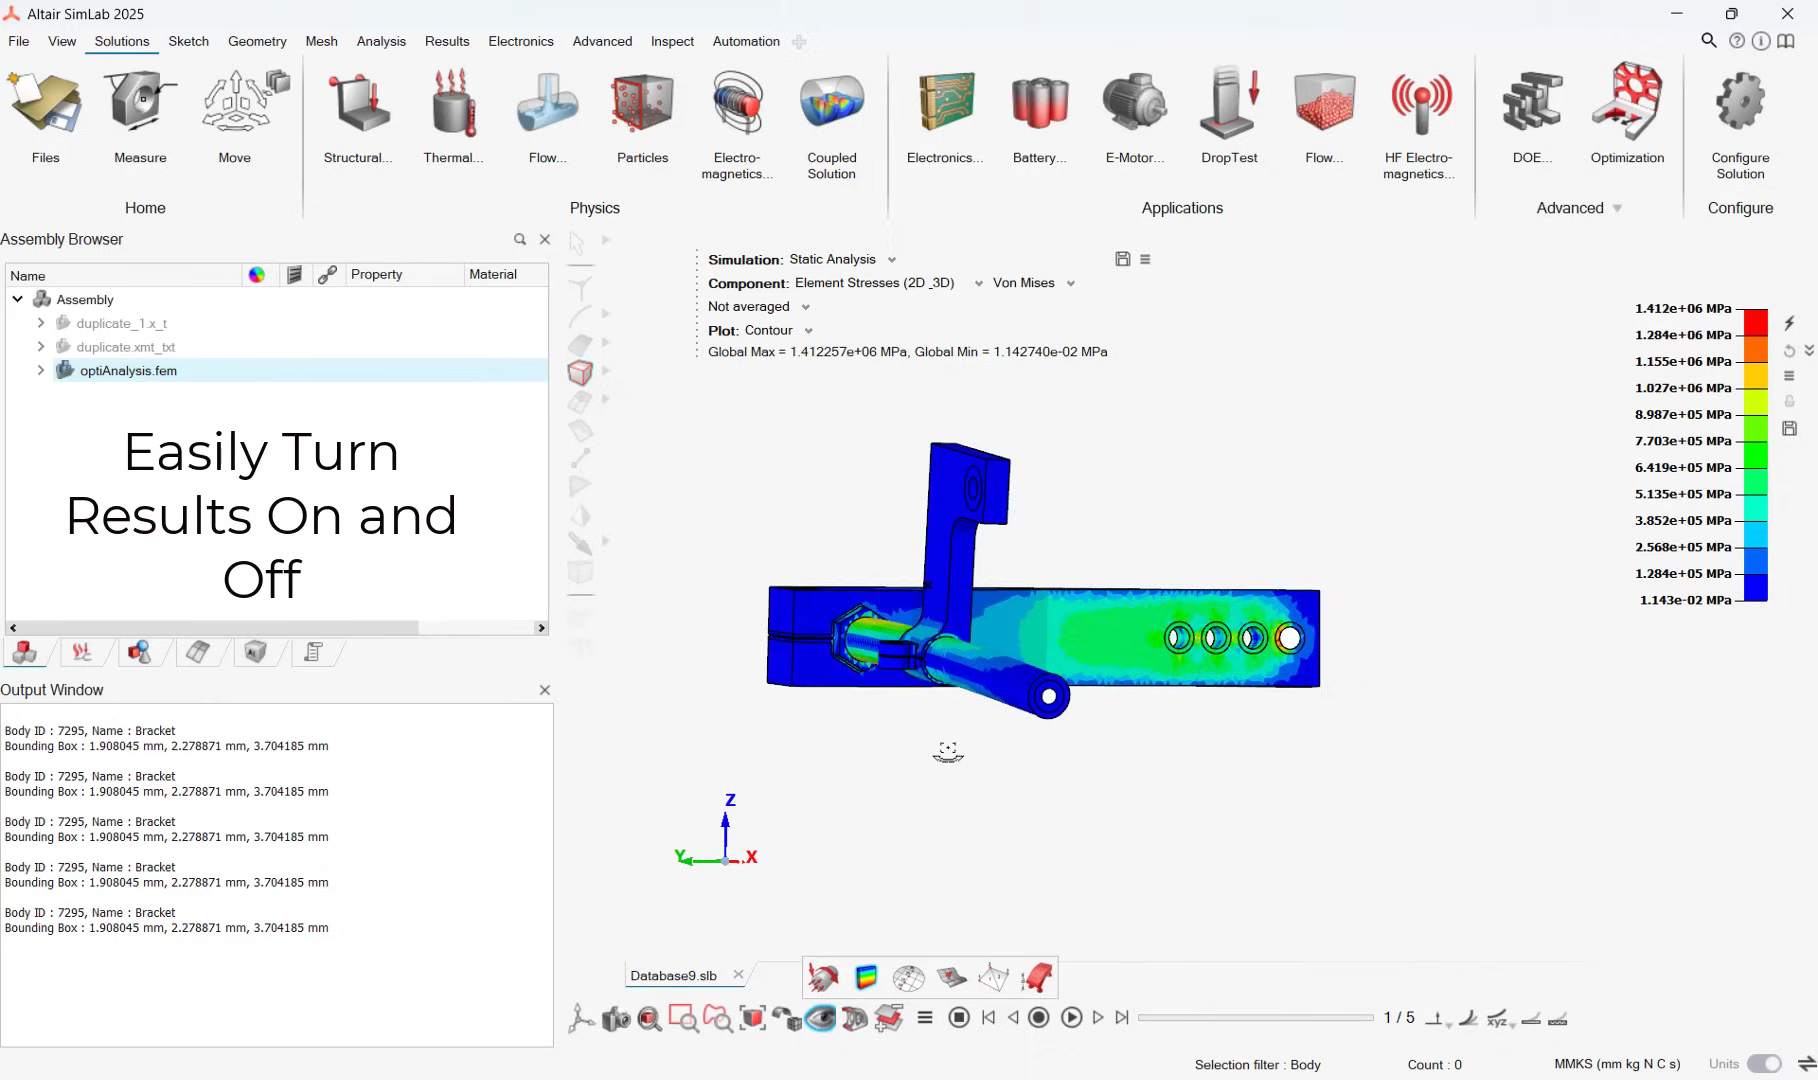 Altair SimLab 2025
File View Solutions Sketch Geometry Mesh Analysis Results Electronics Advanced Inspect Automation
Files Measure Move Structural... Thermal... Flow... Particles Electro-magnetics... Coupled Solution Electronics... Battery... E-Motor... DropTest Flow... HF Electro-magnetics... DOE... Optimization Configure Solution
Home Physics Applications Advanced Configure
Assembly Browser
Name Property Material
Assembly
duplicate_1.x_t
duplicate.xmt_txt
optiAnalysis.fem
Easily Turn
Results On and
Off
Output Window
Body ID : 7295, Name : Bracket
Bounding Box : 1.908045 mm, 2.278871 mm, 3.704185 mm
Body ID : 7295, Name : Bracket
Bounding Box : 1.908045 mm, 2.278871 mm, 3.704185 mm
Body ID : 7295, Name : Bracket
Bounding Box : 1.908045 mm, 2.278871 mm, 3.704185 mm
Body ID : 7295, Name : Bracket
Bounding Box : 1.908045 mm, 2.278871 mm, 3.704185 mm
Body ID : 7295, Name : Bracket
Bounding Box : 1.908045 mm, 2.278871 mm, 3.704185 mm
Simulation: Static Analysis
Component: Element Stresses (2D_3D) Von Mises
Not averaged
Plot: Contour
Global Max = 1.412257e+06 MPa, Global Min = 1.142740e-02 MPa
1.412e+06 MPa
1.284e+06 MPa
1.155e+06 MPa
1.027e+06 MPa
8.987e+05 MPa
7.703e+05 MPa
6.419e+05 MPa
5.135e+05 MPa
3.852e+05 MPa
2.568e+05 MPa
1.284e+05 MPa
1.143e-02 MPa
Z
Y X
Database9.slb
1 / 5
xyz
Selection filter : Body Count : 0 MMKS (mm kg N C s) Units